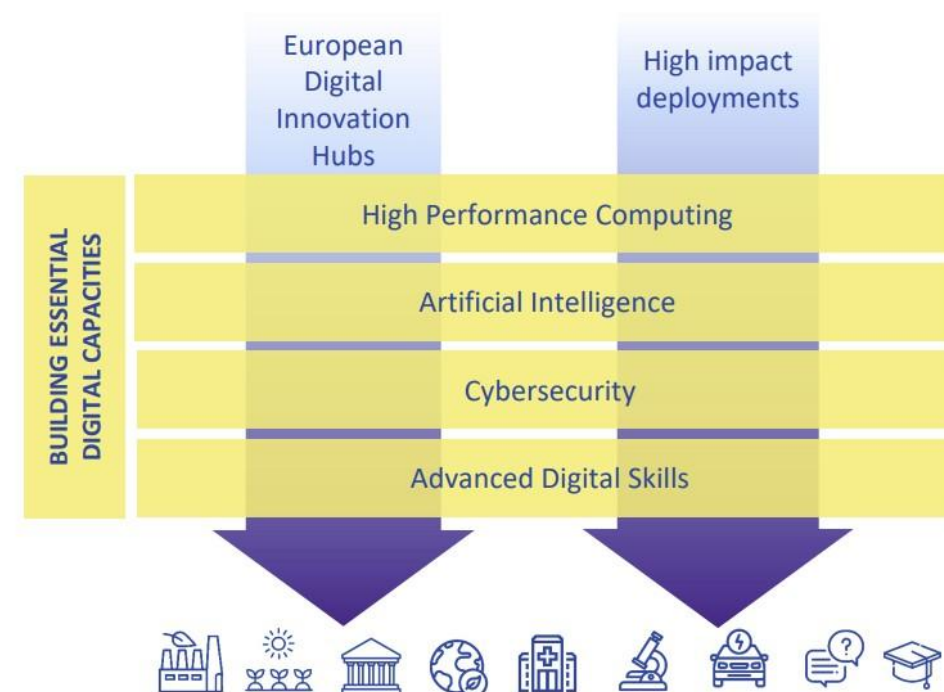 European
Digital
Innovation
Hubs
High impact
deployments
BUILDING ESSENTIAL
DIGITAL CAPACITIES
High Performance Computing
Artificial Intelligence
Cybersecurity
Advanced Digital Skills
?